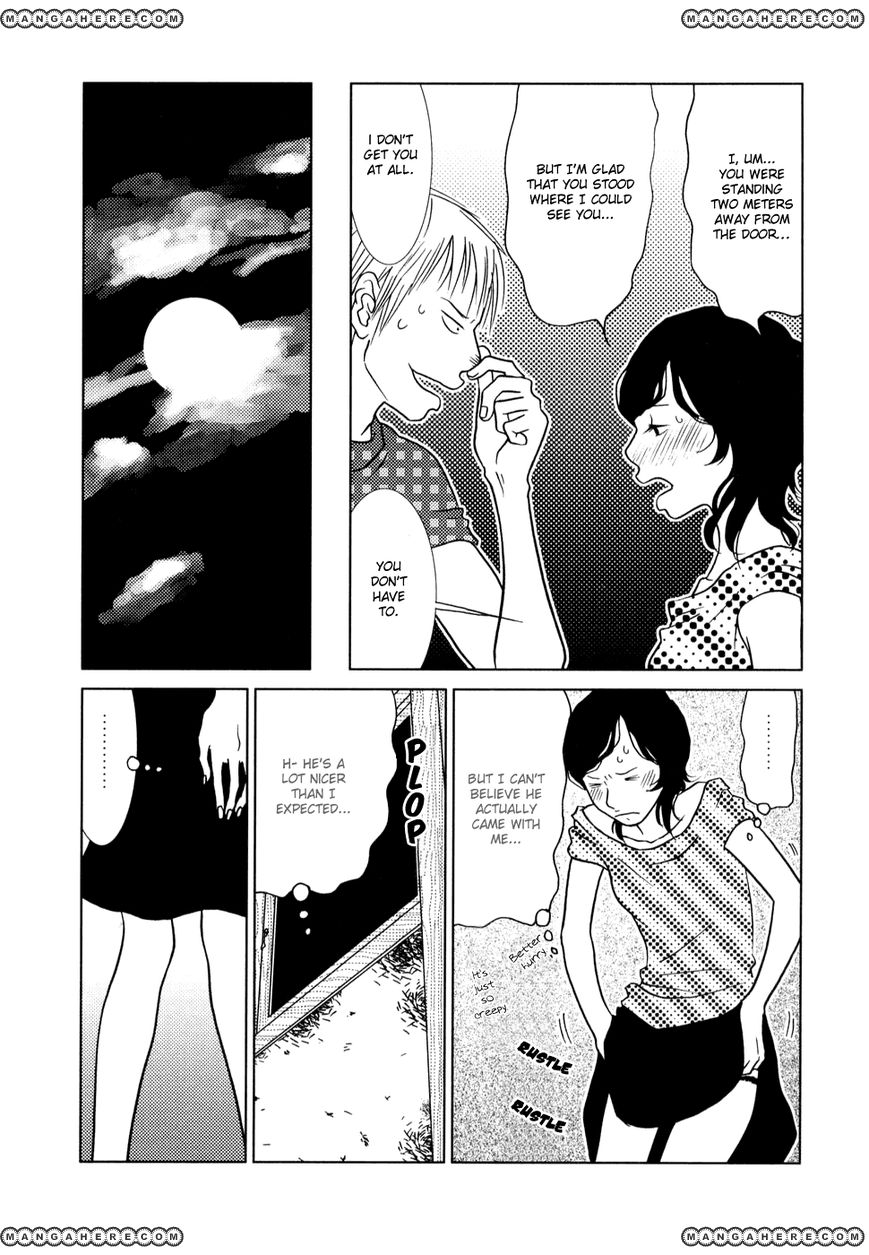 MANGAHERE.COM
MANGAHERE.COM
I, UM...
YOU WERE
STANDING
TWO METERS
AWAY FROM
THE DOOR...
BUT I'M GLAD
THAT YOU STOOD
WHERE I COULD
SEE YOU...
I DON'T
GET YOU
AT ALL.
YOU
DON'T
HAVE
TO.
........
BUT I CAN'T
BELIEVE HE
ACTUALLY
CAME WITH
ME...
Better
hurry
It's
just
so
creepy
RUSTLE
RUSTLE
PLOP
H- HE'S A
LOT NICER
THAN I
EXPECTED...
..........
MANGAHERE.COM
MANGAHERE.COM